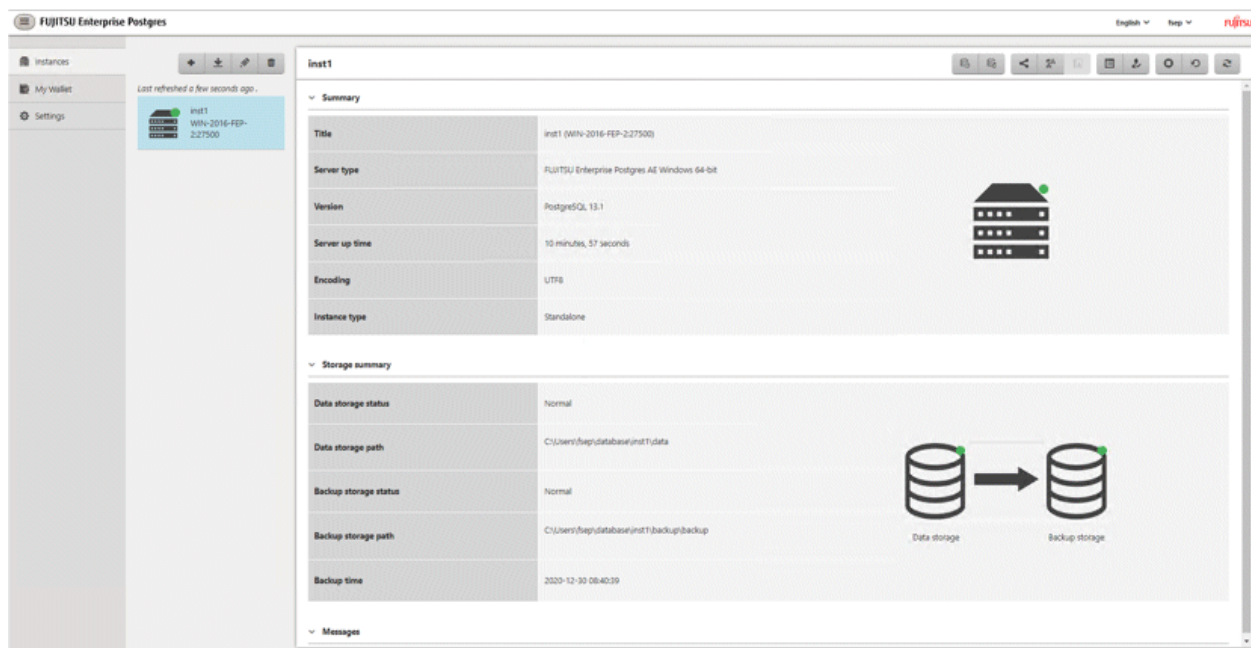 FUJITSU Enterprise Postgres
English
fsep
FUJITSU
Instances
My Wallet
Settings
Last refreshed a few seconds ago .
inst1
WIN-2016-FEP-
2:27500
inst1
Summary
Title
inst1 (WIN-2016-FEP-2:27500)
Server type
FUJITSU Enterprise Postgres AE Windows 64-bit
Version
PostgreSQL 13.1
Server up time
10 minutes, 57 seconds
Encoding
UTF8
Instance type
Standalone
Storage summary
Data storage status
Normal
Data storage path
C:\Users\fsep\database\inst1\data
Backup storage status
Normal
Backup storage path
C:\Users\fsep\database\inst1\backup\backup
Backup time
2020-12-30 08:40:39
Data storage
Backup storage
Messages